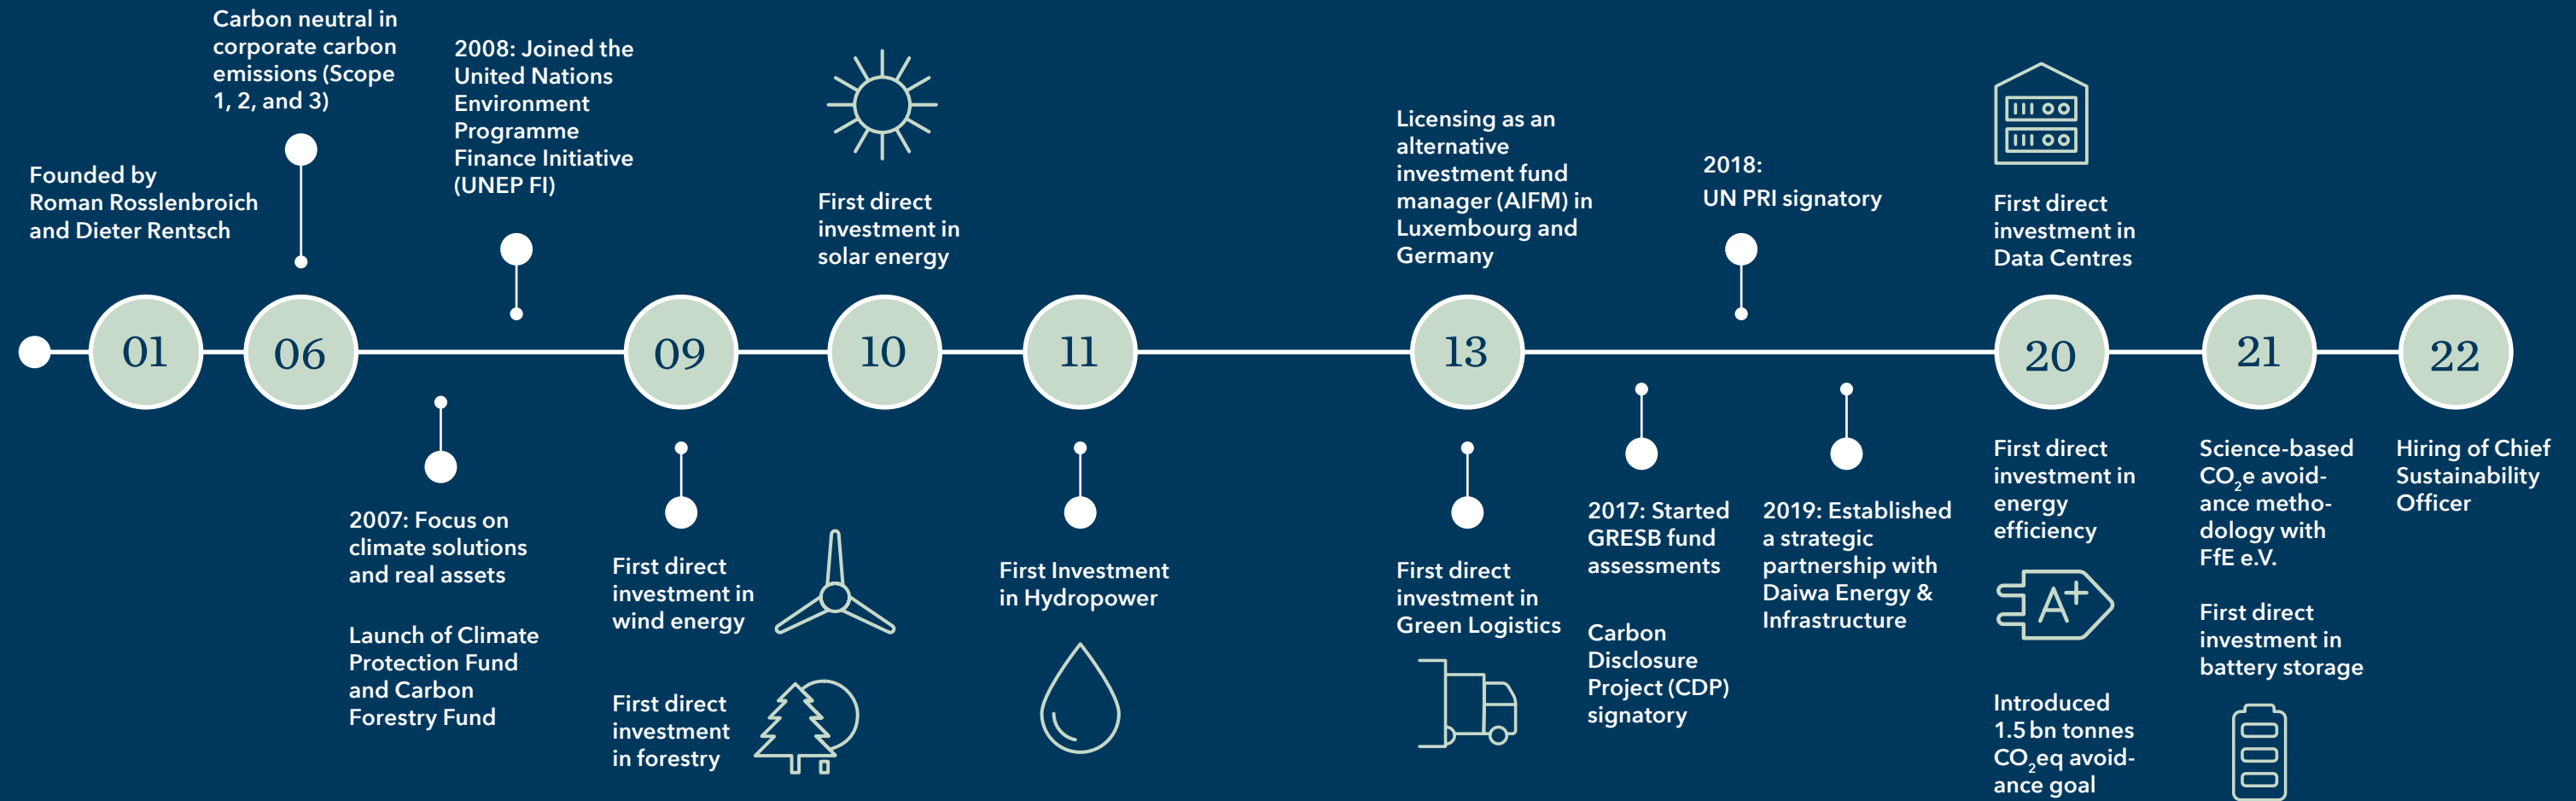 Founded by
Roman Rosslenbroich
and Dieter Rentsch
01
Carbon neutral in
corporate carbon
emissions (Scope
1, 2, and 3)
06
2007: Focus on
climate solutions
and real assets
Launch of Climate
Protection Fund
and Carbon
Forestry Fund
2008: Joined the
United Nations
Environment
Programme
Finance Initiative
(UNEP FI)
09
First direct
investment in
wind energy
First direct
investment
in forestry
First direct
investment in
solar energy
10
11
First Investment
in Hydropower
Licensing as an
alternative
investment fund
manager (AIFM) in
Luxembourg and
Germany
13
First direct
investment in
Green Logistics
2017: Started
GRESB fund
assessments
Carbon
Disclosure
Project (CDP)
signatory
2018:
UN PRI signatory
2019: Established
a strategic
partnership with
Daiwa Energy &
Infrastructure
First direct
investment in
Data Centres
20
First direct
investment in
energy
efficiency
A+
Introduced
1.5 bn tonnes
CO₂eq avoid-
ance goal
21
Science-based
CO₂e avoid-
ance metho-
dology with
FfE e.V.
First direct
investment in
battery storage
22
Hiring of Chief
Sustainability
Officer